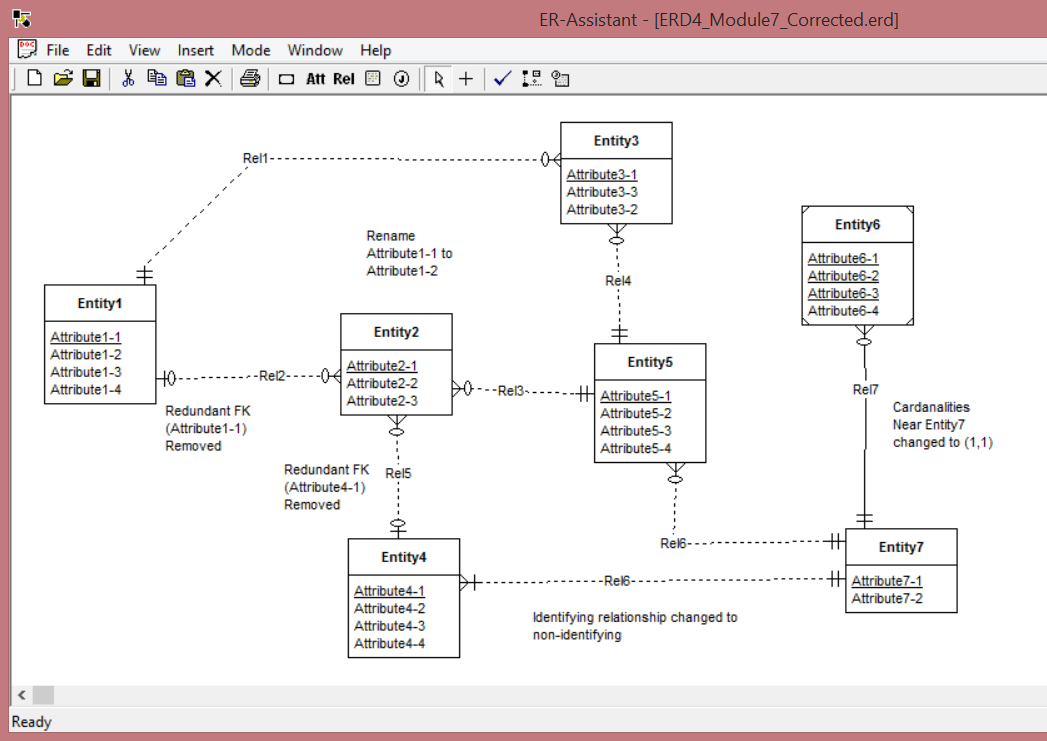 ER-Assistant - [ERD4_Module7_Corrected.erd]
DOC File Edit View Insert Mode Window Help
Att Rel
Rel1
Entity3
Attribute3-1
Attribute3-3
Attribute3-2
Rename
Attribute1-1 to
Attribute1-2
Entity6
Attribute6-1
Attribute6-2
Attribute6-3
Attribute6-4
Rel4
Entity1
Attribute1-1
Attribute1-2
Attribute1-3
Attribute1-4
Entity2
Attribute2-1
Attribute2-2
Attribute2-3
Rel2
Rel3
Entity5
Attribute5-1
Attribute5-2
Attribute5-3
Attribute5-4
Rel7
Cardanalities
Near Entity7
changed to (1,1)
Redundant FK
(Attribute1-1)
Removed
Redundant FK
(Attribute4-1)
Removed
Rel5
Rel6
Entity4
Attribute4-1
Attribute4-2
Attribute4-3
Attribute4-4
Rel6
Entity7
Attribute7-1
Attribute7-2
Identifying relationship changed to
non-identifying
Ready